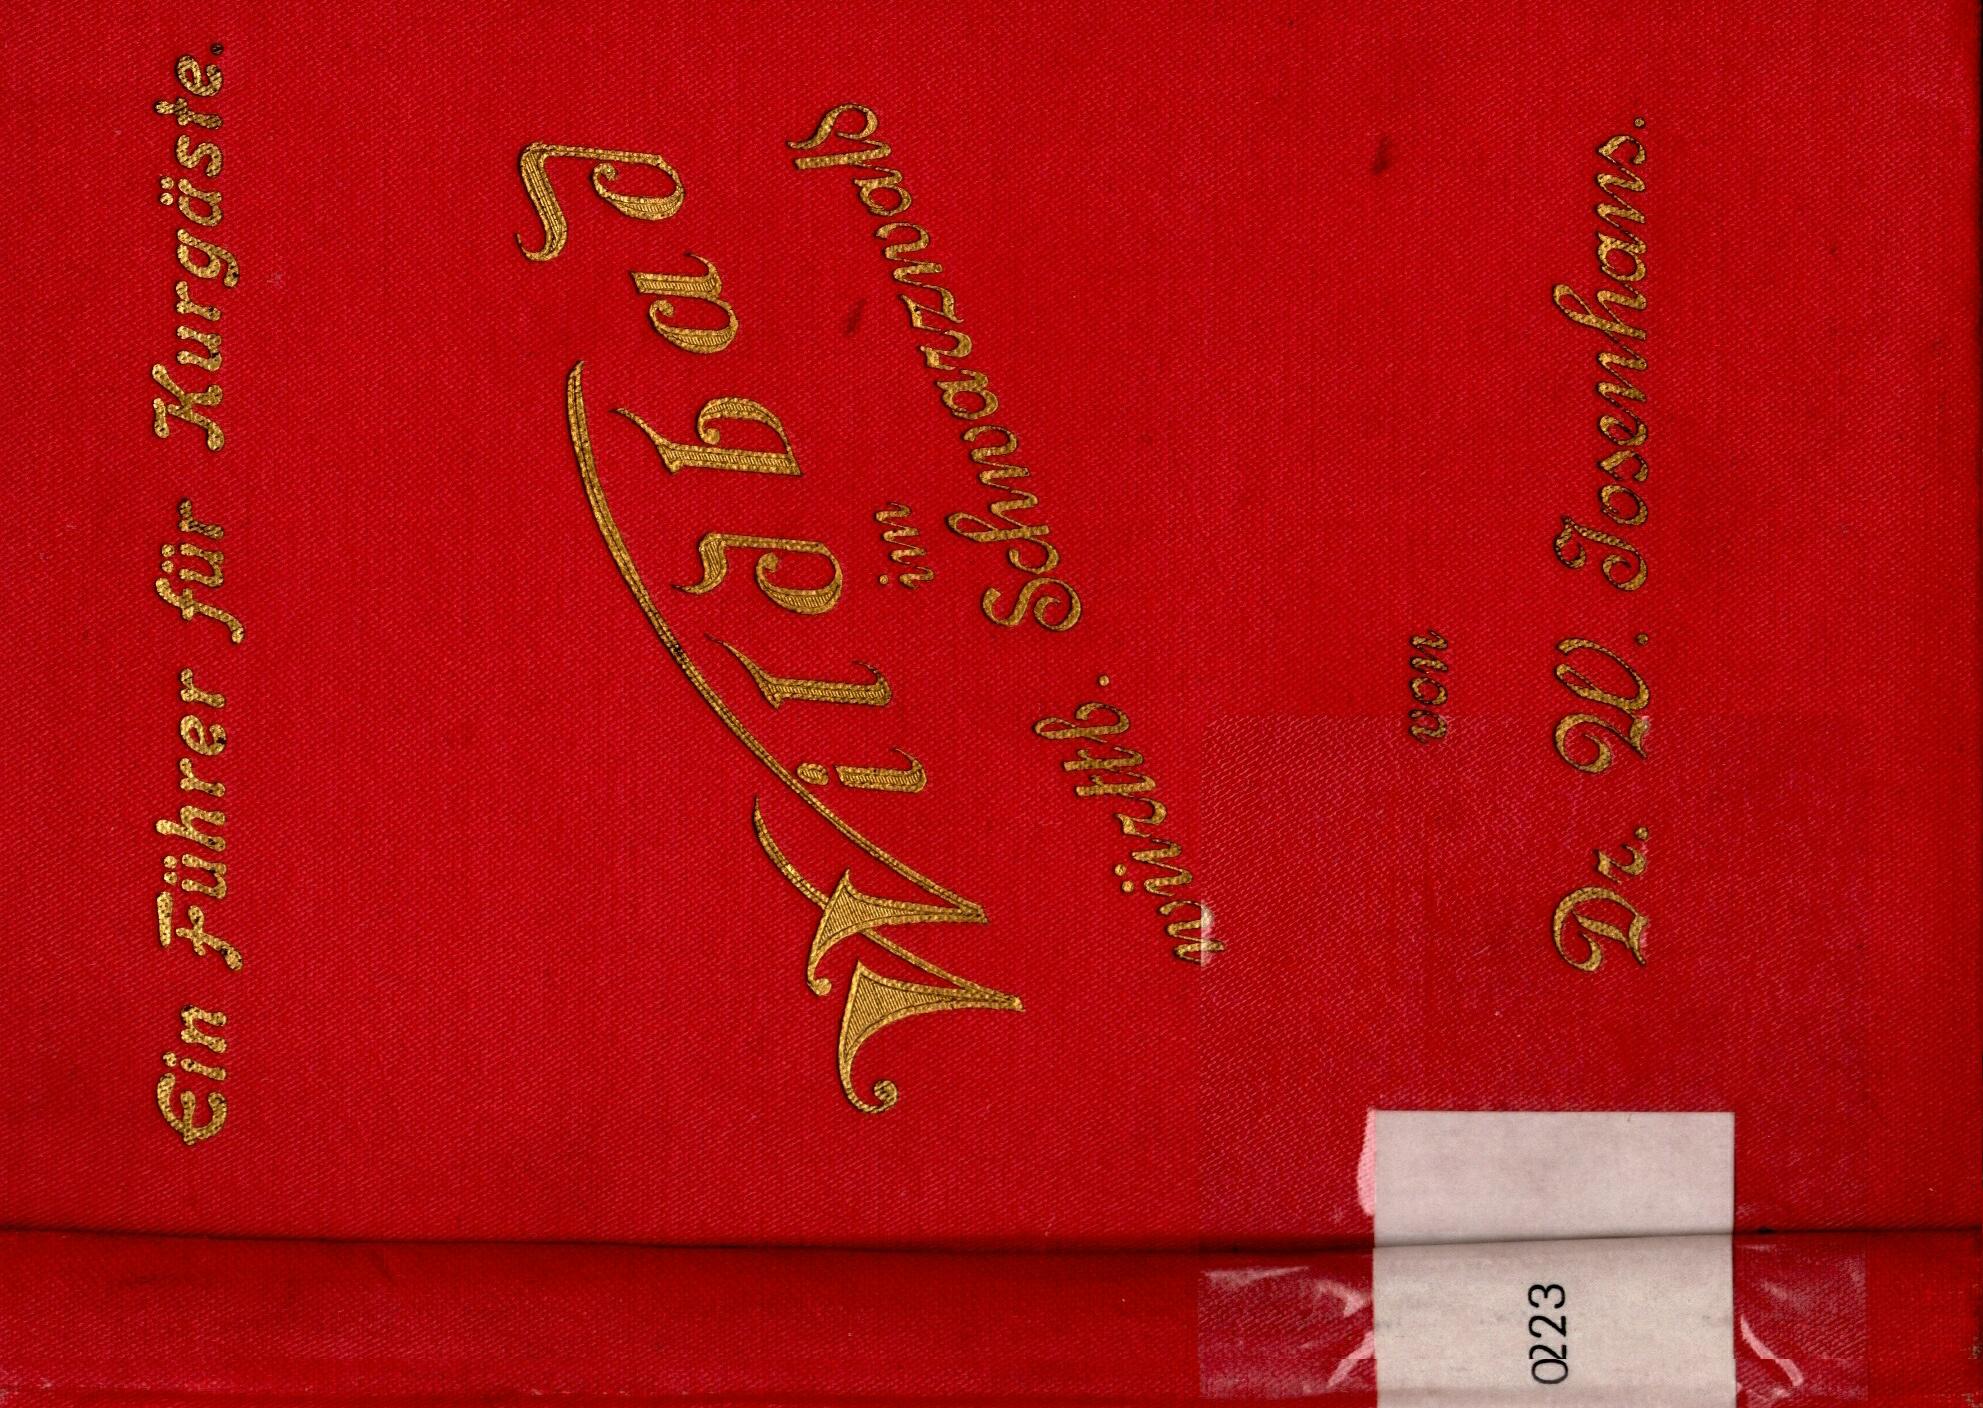 Ein Führer für Kurgäste.
Wildbad
im
württb. Schwarzwald
von
Dr. W. Josenhans.
0223